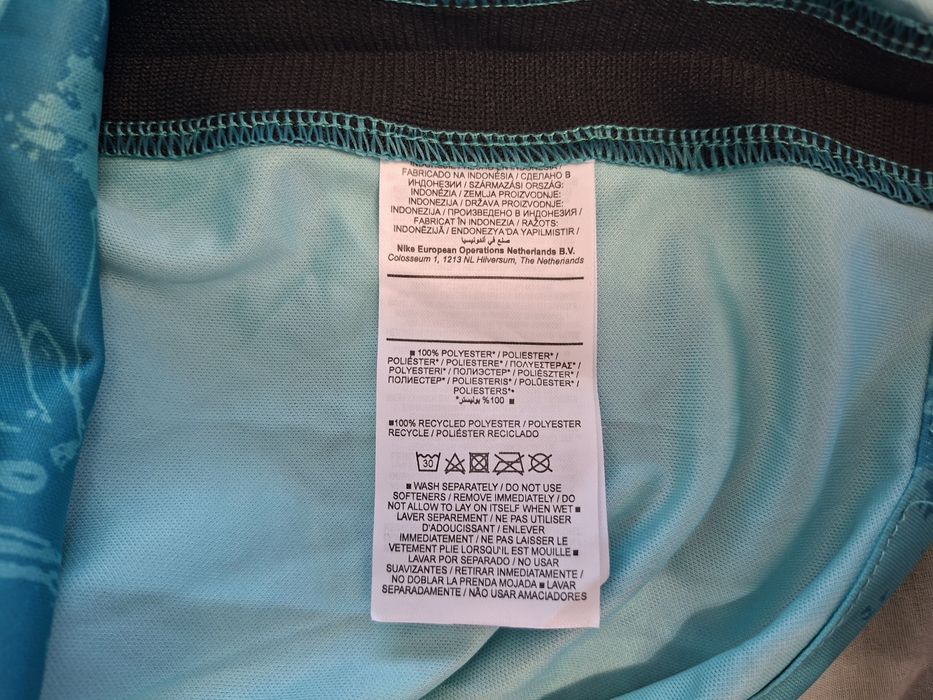 FABRICADO NA INDONÉSIA / СДЕЛАНО В
ИНДОНЕЗИИ / SZÁRMAZÁSI ORSZÁG:
INDONÉZIA / ZEMLJA PROIZVODNJE:
INDONEZIJA / DRŽAVA PROIZVODNJE:
INDONEZIJA / ПРОИЗВЕДЕНО В ИНДОНЕЗИЯ /
FABRICAT ÎN INDONEZIA / RAŽOTS:
INDONĒZIJĀ / ENDONEZYA'DA YAPILMISTIR /
صنع في أندونيسيا
Nike European Operations Netherlands B.V.
Colosseum 1, 1213 NL Hilversum, The Netherlands
■ 100% POLYESTER* / POLIESTER* /
POLIÉSTER* / POLIESTERE* / ΠΟΛΥΕΣΤΕΡΑΣ* /
POLYESTERI* / ПОЛИЭСТЕР* / POLIÉSZTER* /
ПОЛИЕСТЕР* / POLIESTERIS* / POLÜESTER* /
POLIESTERS*•
■ 100% بوليستر*
■100% RECYCLED POLYESTER / POLYESTER
RECYCLE / POLIÉSTER RECICLADO
30
■ WASH SEPARATELY / DO NOT USE
SOFTENERS / REMOVE IMMEDIATELY / DO
NOT ALLOW TO LAY ON ITSELF WHEN WET ■
LAVER SEPAREMENT / NE PAS UTILISER
D'ADOUCISSANT / ENLEVER
IMMEDIATEMENT / NE PAS LAISSER LE
VETEMENT PLIE LORSQU'IL EST MOUILLE ■
LAVAR POR SEPARADO / NO USAR
SUAVIZANTES / RETIRAR INMEDIATAMENTE /
NO DOBLAR LA PRENDA MOJADA ■ LAVAR
SEPARADAMENTE / NÃO USAR AMACIADORES